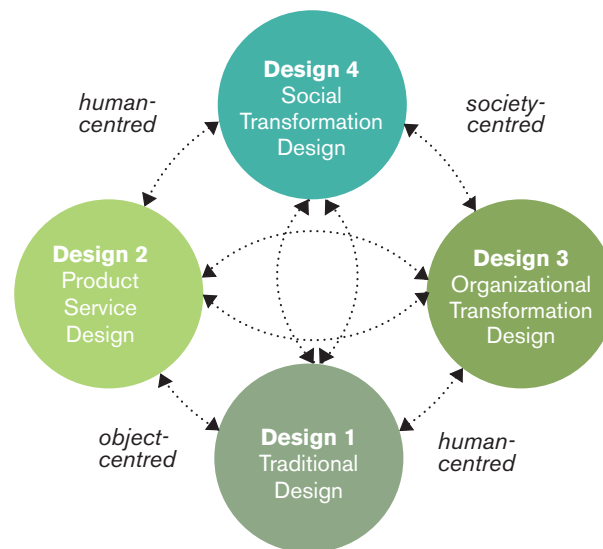 Design 4
Social
Transformation
Design
human-
centred
society-
centred
Design 2
Product
Service
Design
Design 3
Organizational
Transformation
Design
object-
centred
Design 1
Traditional
Design
human-
centred